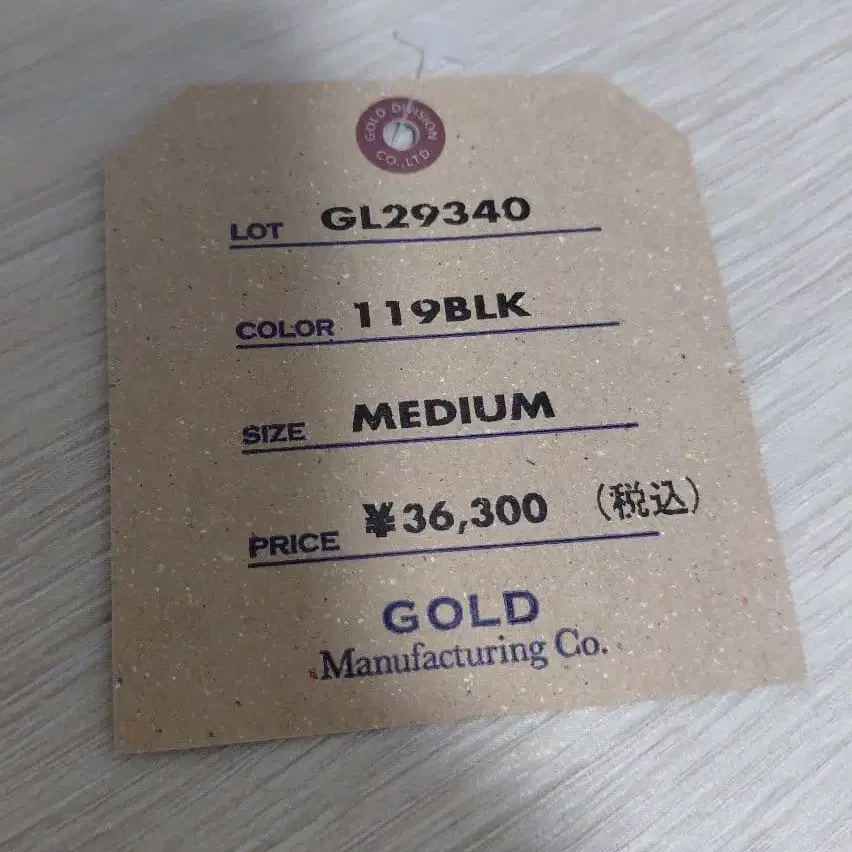 GOLD DIVISION
CO.,LTD.
LOT GL29340
COLOR 119BLK
SIZE MEDIUM
PRICE ¥36,300 (税込)
GOLD
Manufacturing Co.